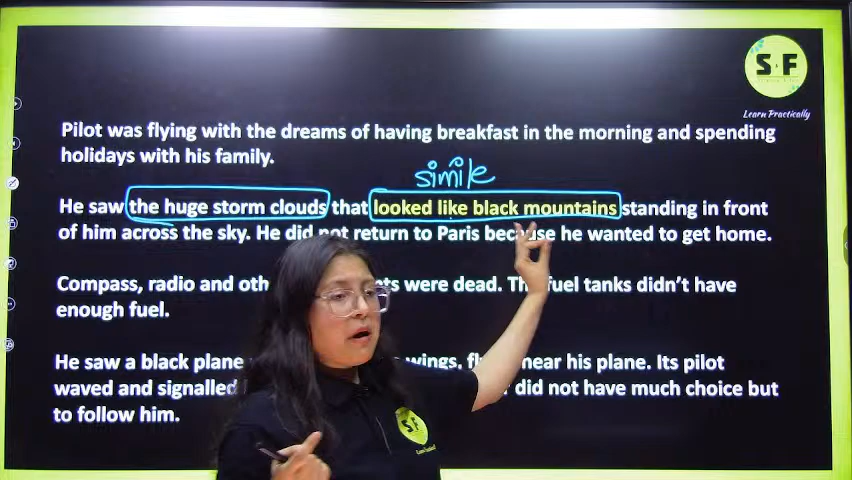 S F
Learn Practically
Pilot was flying with the dreams of having breakfast in the morning and spending
holidays with his family.
simile
He saw the huge storm clouds that looked like black mountains standing in front
of him across the sky. He did not return to Paris because he wanted to get home.
Compass, radio and oth were dead. The fuel tanks didn't have
enough fuel.
He saw a black plane wings, near his plane. Its pilot
waved and signalled did not have much choice but
to follow him.
S F